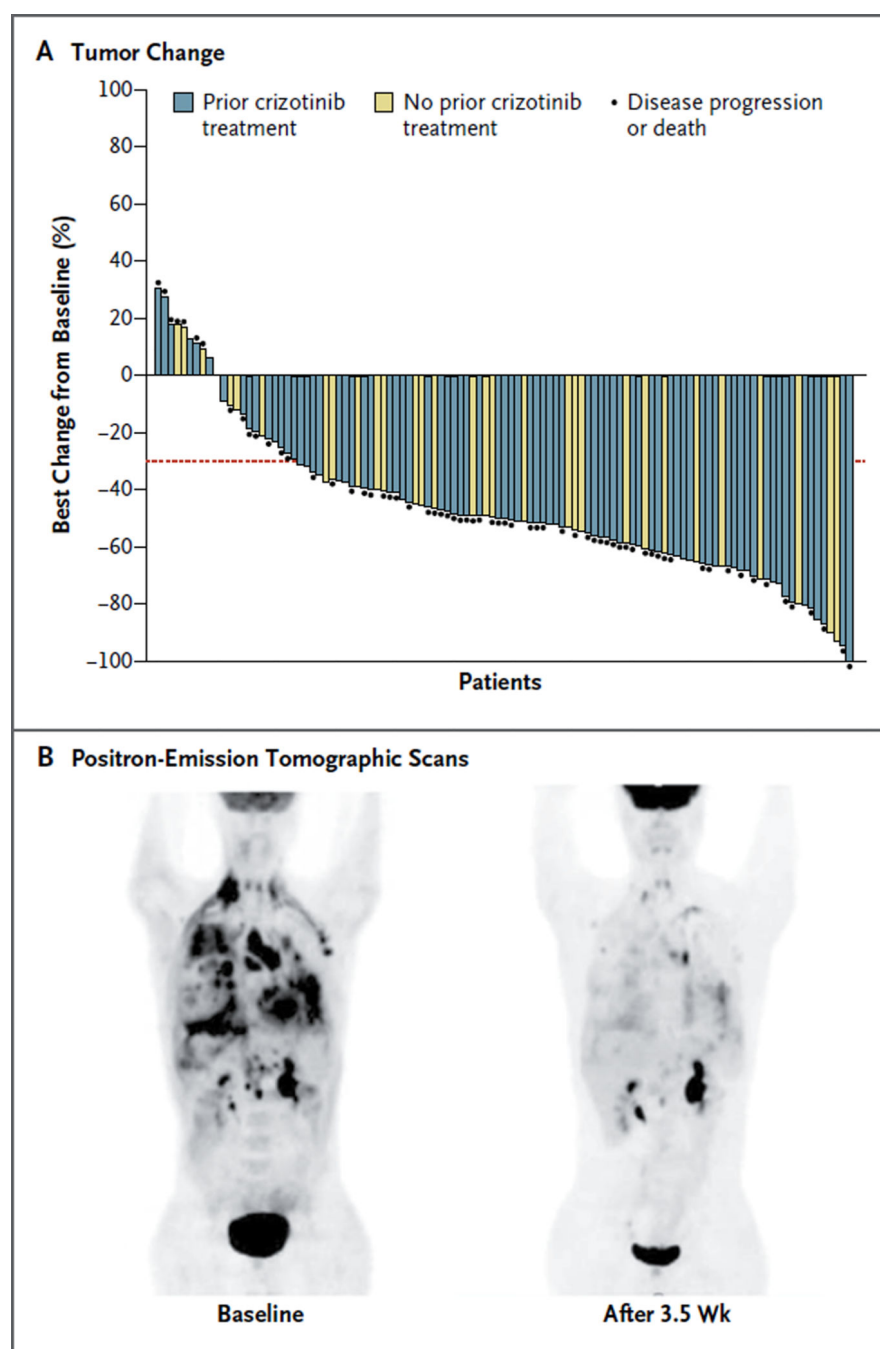 A Tumor Change
100
80
60
40
20
0
−20
−40
−60
−80
−100
Best Change from Baseline (%)
Prior crizotinib
treatment
No prior crizotinib
treatment
Disease progression
or death
Patients
B Positron-Emission Tomographic Scans
Baseline
After 3.5 Wk